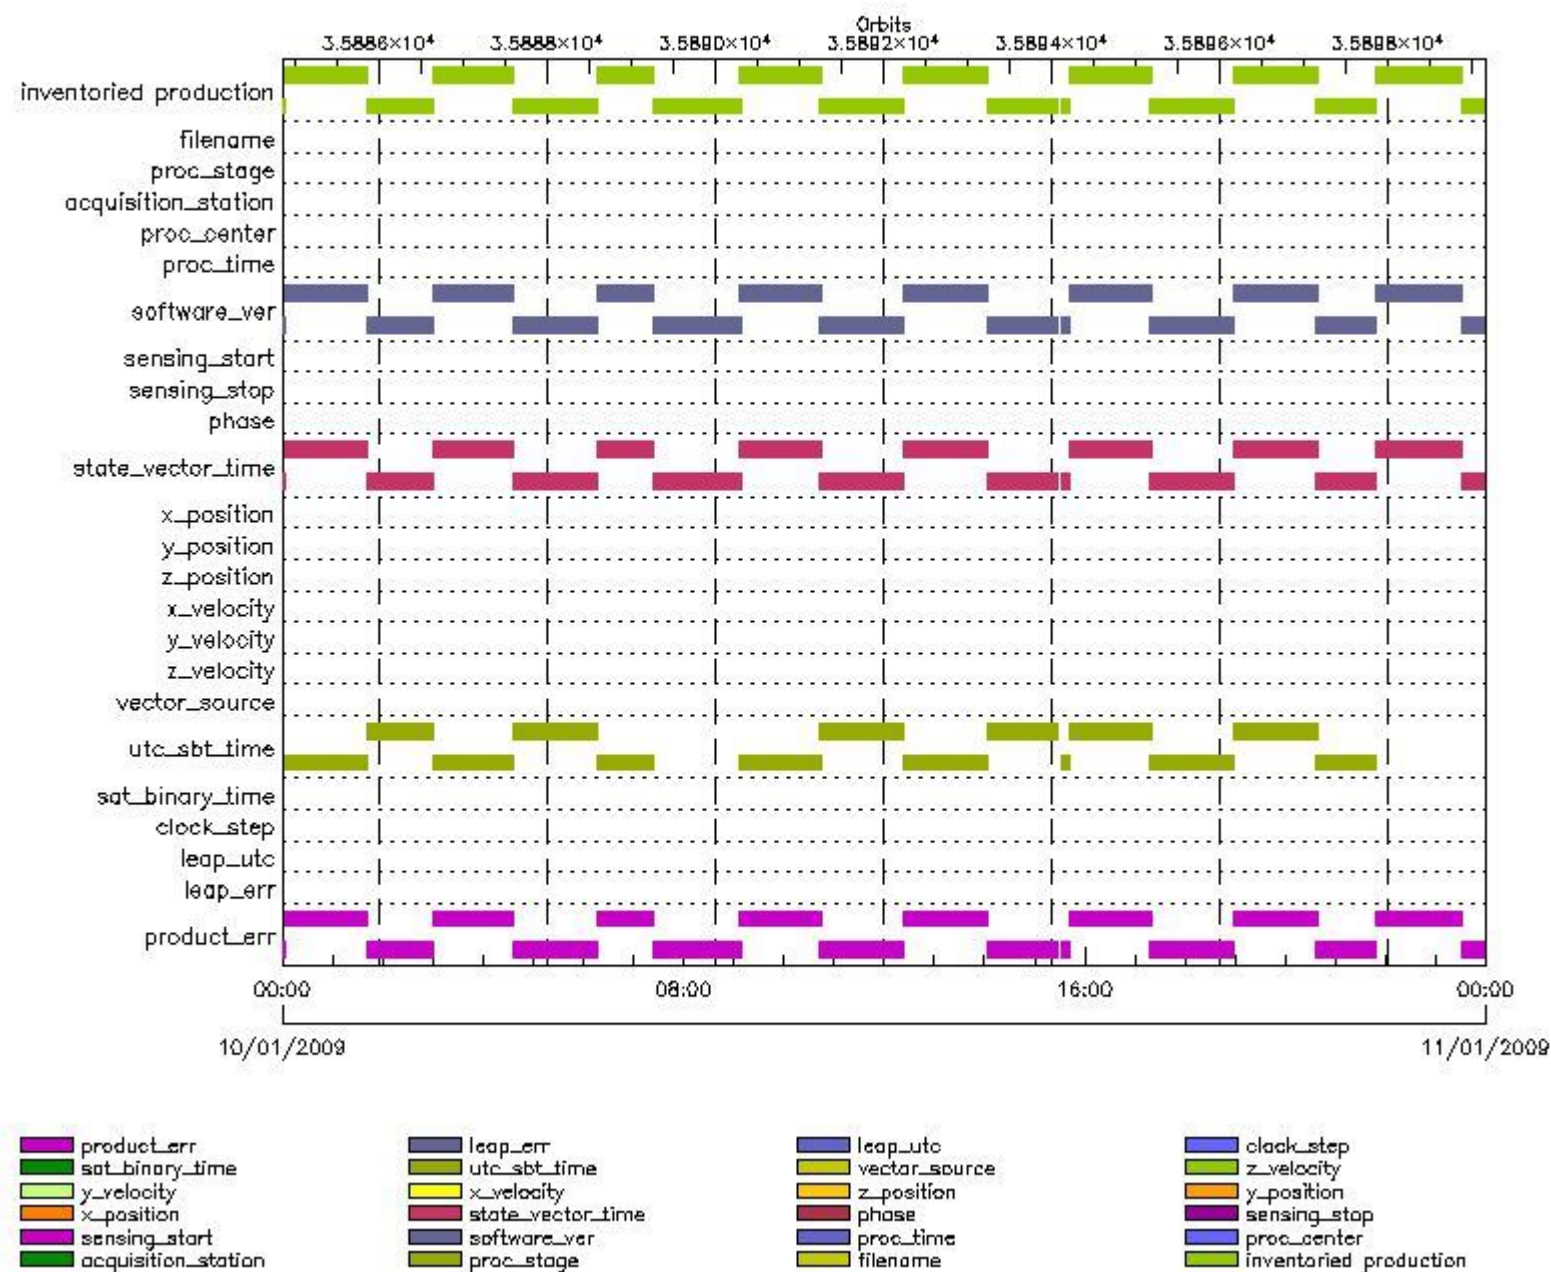 Orbits
3.5886×10⁴ 3.5888×10⁴ 3.5890×10⁴ 3.5892×10⁴ 3.5894×10⁴ 3.5896×10⁴ 3.5898×10⁴
inventoried production
filename
proc_stage
acquisition_station
proc_center
proc_time
software_ver
sensing_start
sensing_stop
phase
state_vector_time
x_position
y_position
z_position
x_velocity
y_velocity
z_velocity
vector_source
utc_sbt_time
sat_binary_time
clock_step
leap_utc
leap_err
product_err
00:00 08:00 16:00 00:00
10/01/2009 11/01/2009
product_err leap_err leap_utc clock_step
sat_binary_time utc_sbt_time vector_source z_velocity
y_velocity x_velocity z_position y_position
x_position state_vector_time phase sensing_stop
sensing_start software_ver proc_time proc_center
acquisition_station proc_stage filename inventoried production